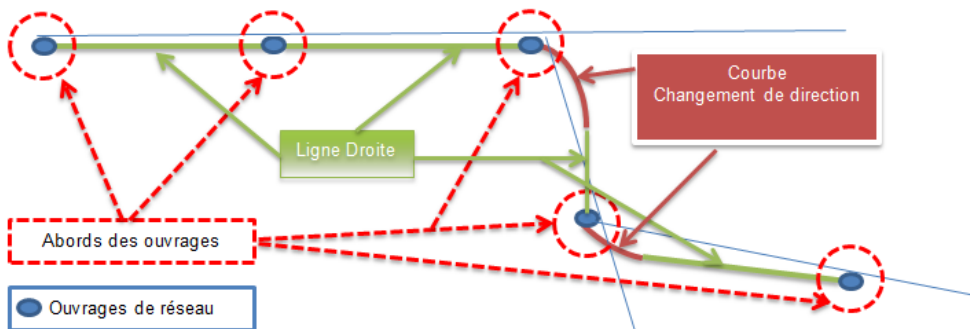 Courbe
Changement de direction
Ligne Droite
Abords des ouvrages
Ouvrages de réseau